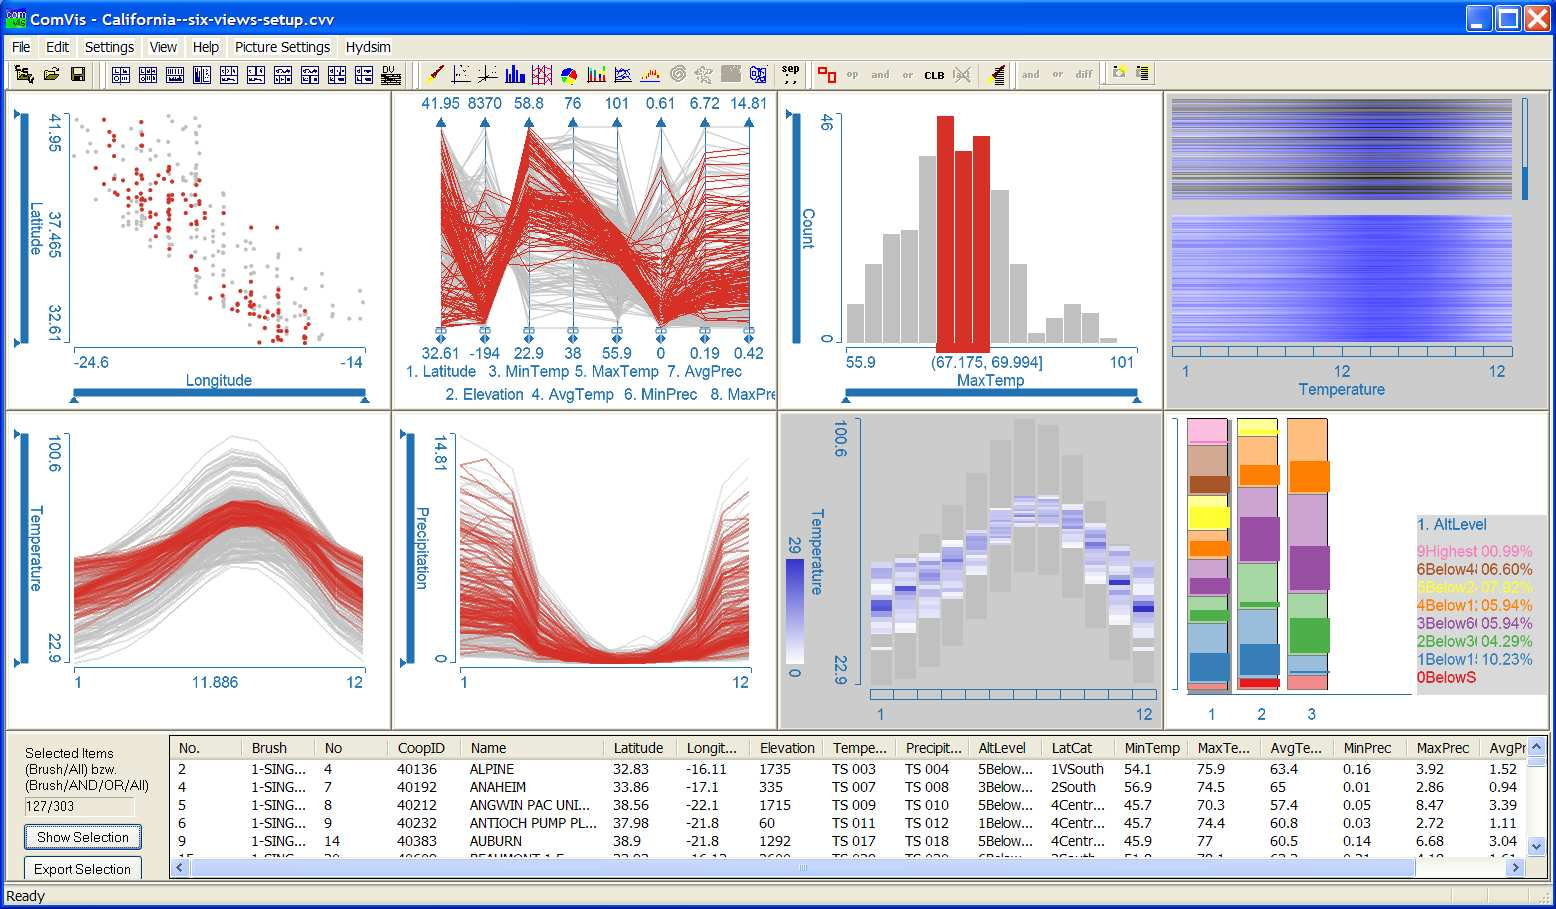 ComVis - California--six-views-setup.cvv
File Edit Settings View Help Picture Settings Hydsim
DV sep op and or CLB and or diff
41.95
37.465
32.61
Latitude
-24.6 -14
Longitude
41.95 8370 58.8 76 101 0.61 6.72 14.81
32.61 -194 22.9 38 55.9 0 0.19 0.42
1. Latitude 3. MinTemp 5. MaxTemp 7. AvgPrec
2. Elevation 4. AvgTemp 6. MinPrec 8. MaxPre
46
0
Count
55.9 (67.175, 69.994] 101
MaxTemp
1 12 12
Temperature
100.6
22.9
Temperature
1 11.886 12
14.81
0
Precipitation
1 12
100.6
22.9
Temperature
29
0
1 12
1 2 3
1. AltLevel
9Highest 00.99%
6Below4 06.60%
5Below2 07.92%
4Below1 05.94%
3Below6 05.94%
2Below3 04.29%
1Below1 10.23%
0BelowS
Selected Items
(Brush/All) bzw.
(Brush/AND/OR/All)
127/303
Show Selection
Export Selection
No. Brush No CoopID Name Latitude Longit... Elevation Tempe... Precipit... AltLevel LatCat MinTemp MaxTe... AvgTe... MinPrec MaxPrec AvgPr
2 1-SING... 4 40136 ALPINE 32.83 -16.11 1735 TS 003 TS 004 5Below... 1VSouth 54.1 75.9 63.4 0.16 3.92 1.52
4 1-SING... 7 40192 ANAHEIM 33.86 -17.1 335 TS 007 TS 008 3Below... 2South 56.9 74.5 65 0.01 2.86 0.94
5 1-SING... 8 40212 ANGWIN PAC UNI... 38.56 -22.1 1715 TS 009 TS 010 5Below... 4Centr... 45.7 70.3 57.4 0.05 8.47 3.39
6 1-SING... 9 40232 ANTIOCH PUMP PL... 37.98 -21.8 60 TS 011 TS 012 1Below... 4Centr... 45.7 74.4 60.8 0.03 2.72 1.11
9 1-SING... 14 40383 AUBURN 38.9 -21.8 1292 TS 017 TS 018 5Below... 4Centr... 45.9 77 60.5 0.14 6.68 3.04
Ready